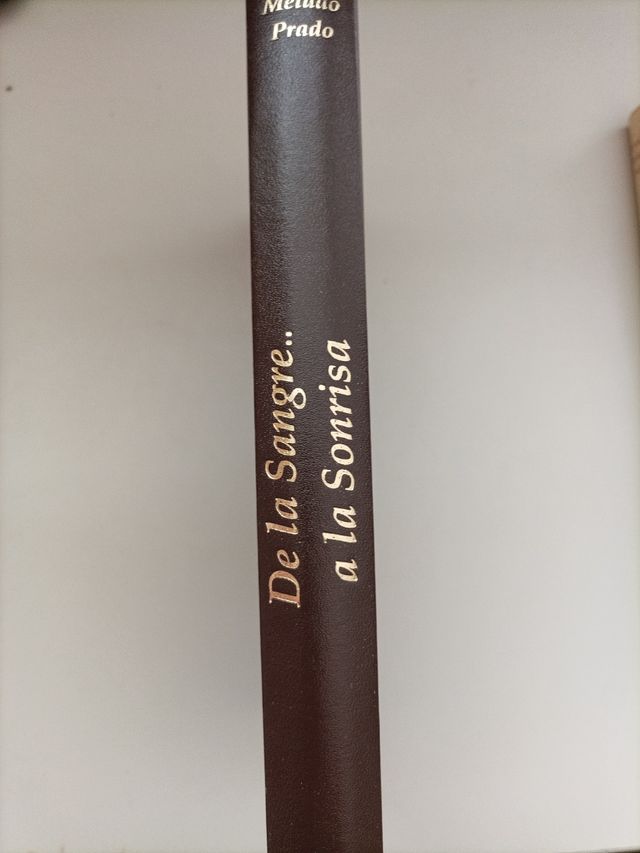 Prado
De la Sangre..
a la Sonrisa